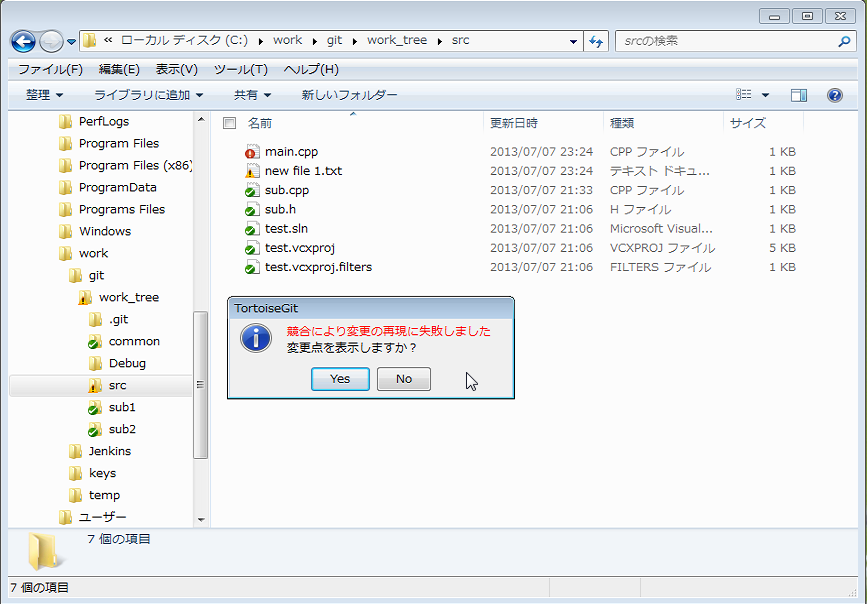 « ローカル ディスク (C:) ▸ work ▸ git ▸ work_tree ▸ src
srcの検索
ファイル(F) 編集(E) 表示(V) ツール(T) ヘルプ(H)
整理 ライブラリに追加 共有 新しいフォルダー
PerfLogs
Program Files
Program Files (x86)
ProgramData
Programs Files
Windows
work
git
work_tree
.git
common
Debug
src
sub1
sub2
Jenkins
keys
temp
ユーザー
名前 更新日時 種類 サイズ
main.cpp 2013/07/07 23:24 CPP ファイル 1 KB
new file 1.txt 2013/07/07 23:24 テキスト ドキュ... 1 KB
sub.cpp 2013/07/07 21:33 CPP ファイル 1 KB
sub.h 2013/07/07 21:06 H ファイル 1 KB
test.sln 2013/07/07 21:06 Microsoft Visual... 1 KB
test.vcxproj 2013/07/07 21:06 VCXPROJ ファイル 5 KB
test.vcxproj.filters 2013/07/07 21:06 FILTERS ファイル 1 KB
TortoiseGit
競合により変更の再現に失敗しました
変更点を表示しますか？
Yes No
7 個の項目
7 個の項目